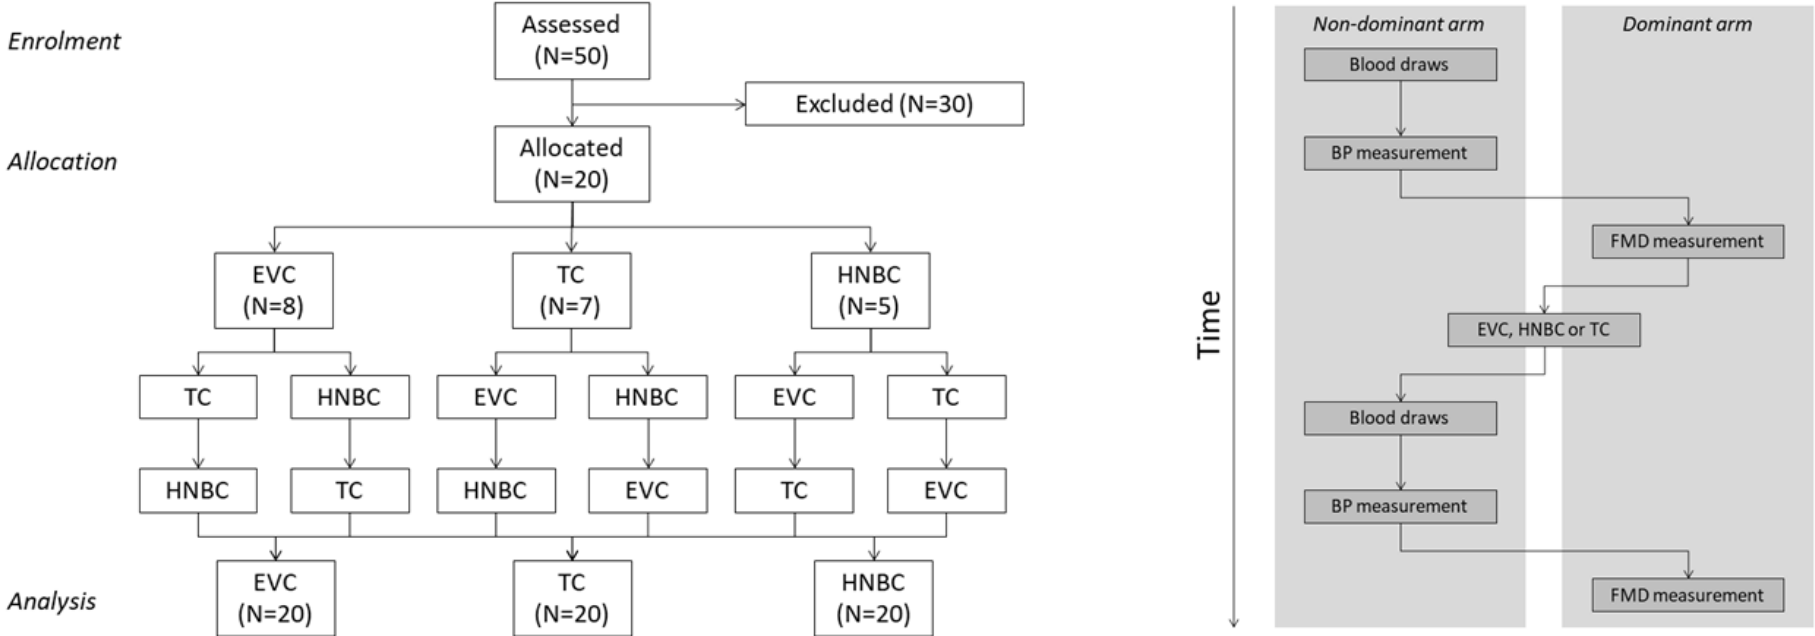 Enrolment
Assessed
(N=50)
Excluded (N=30)
Allocation
Allocated
(N=20)
EVC
(N=8)
TC
(N=7)
HNBC
(N=5)
TC
HNBC
EVC
HNBC
EVC
TC
HNBC
TC
HNBC
EVC
TC
EVC
Analysis
EVC
(N=20)
TC
(N=20)
HNBC
(N=20)
Time
Non-dominant arm
Dominant arm
Blood draws
BP measurement
FMD measurement
EVC, HNBC or TC
Blood draws
BP measurement
FMD measurement